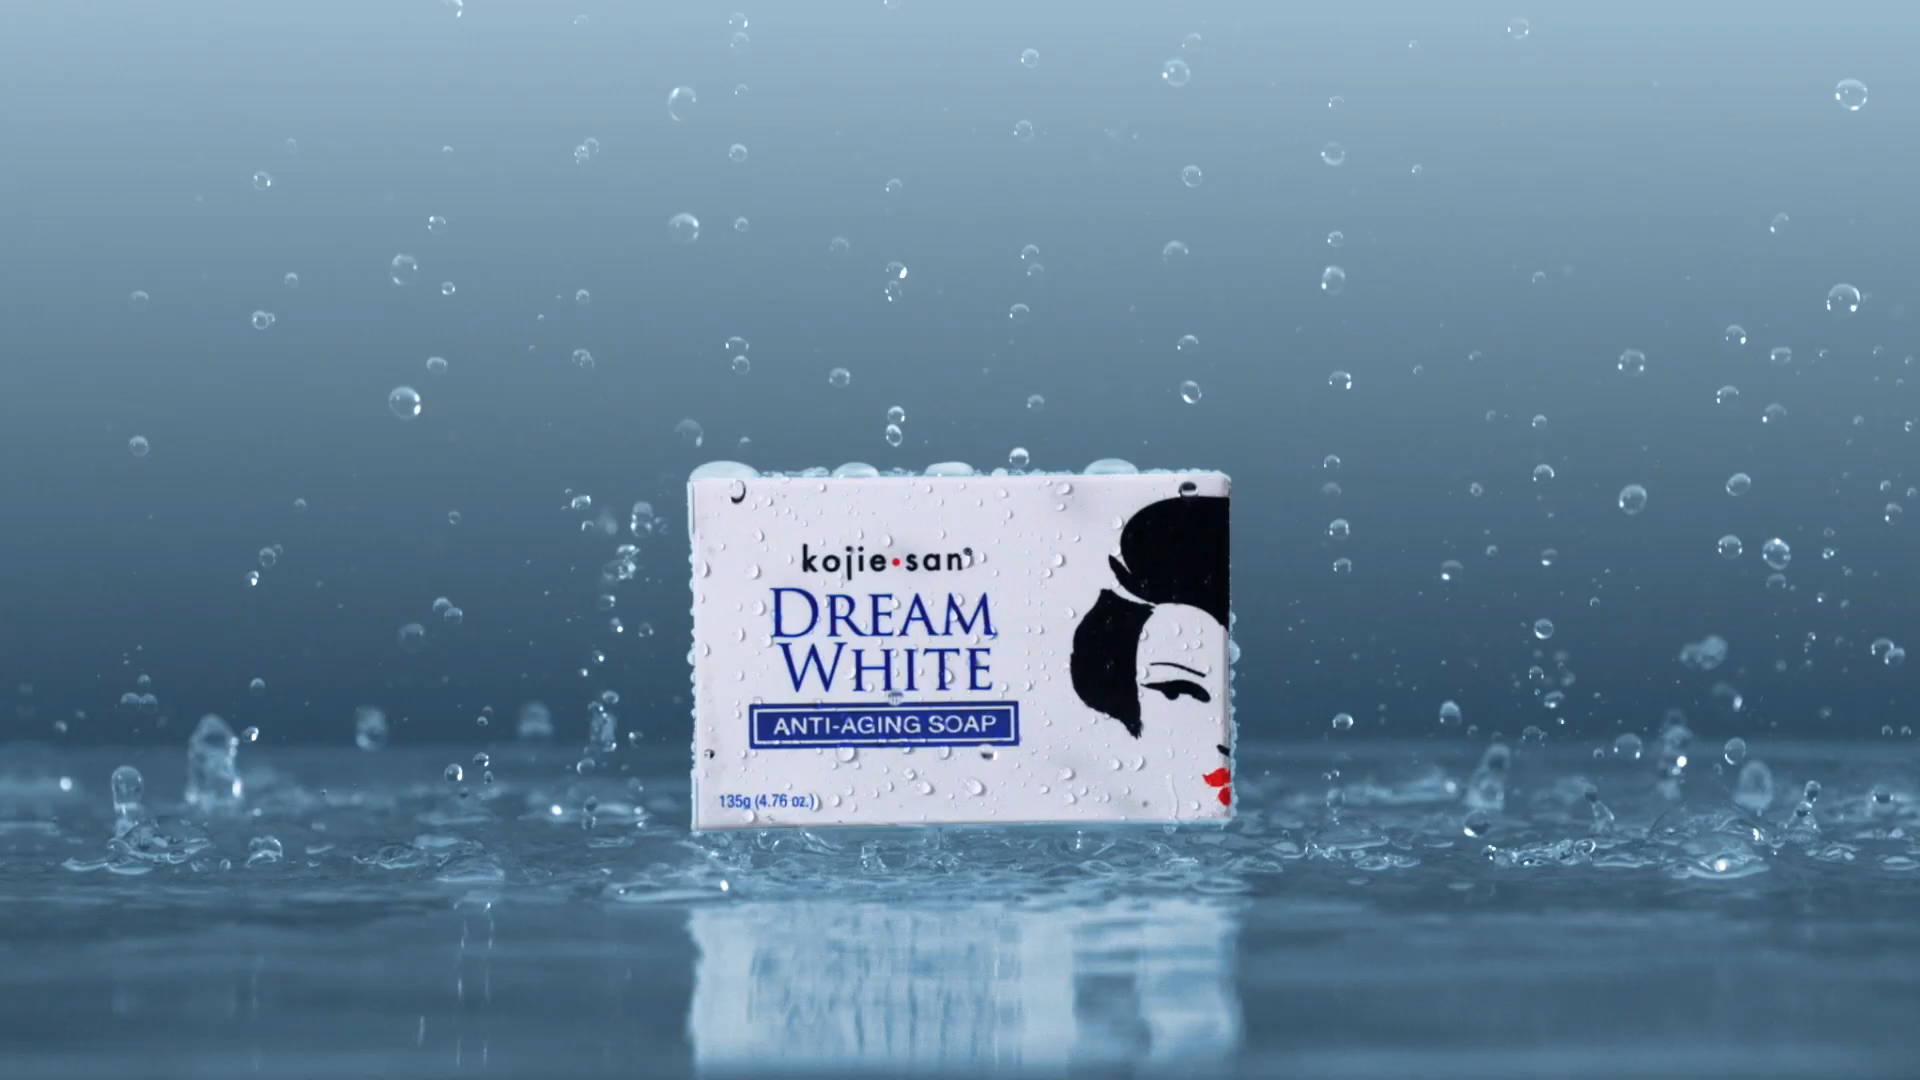 kojie•san®
DREAM
WHITE
ANTI-AGING SOAP
135g (4.76 oz.)